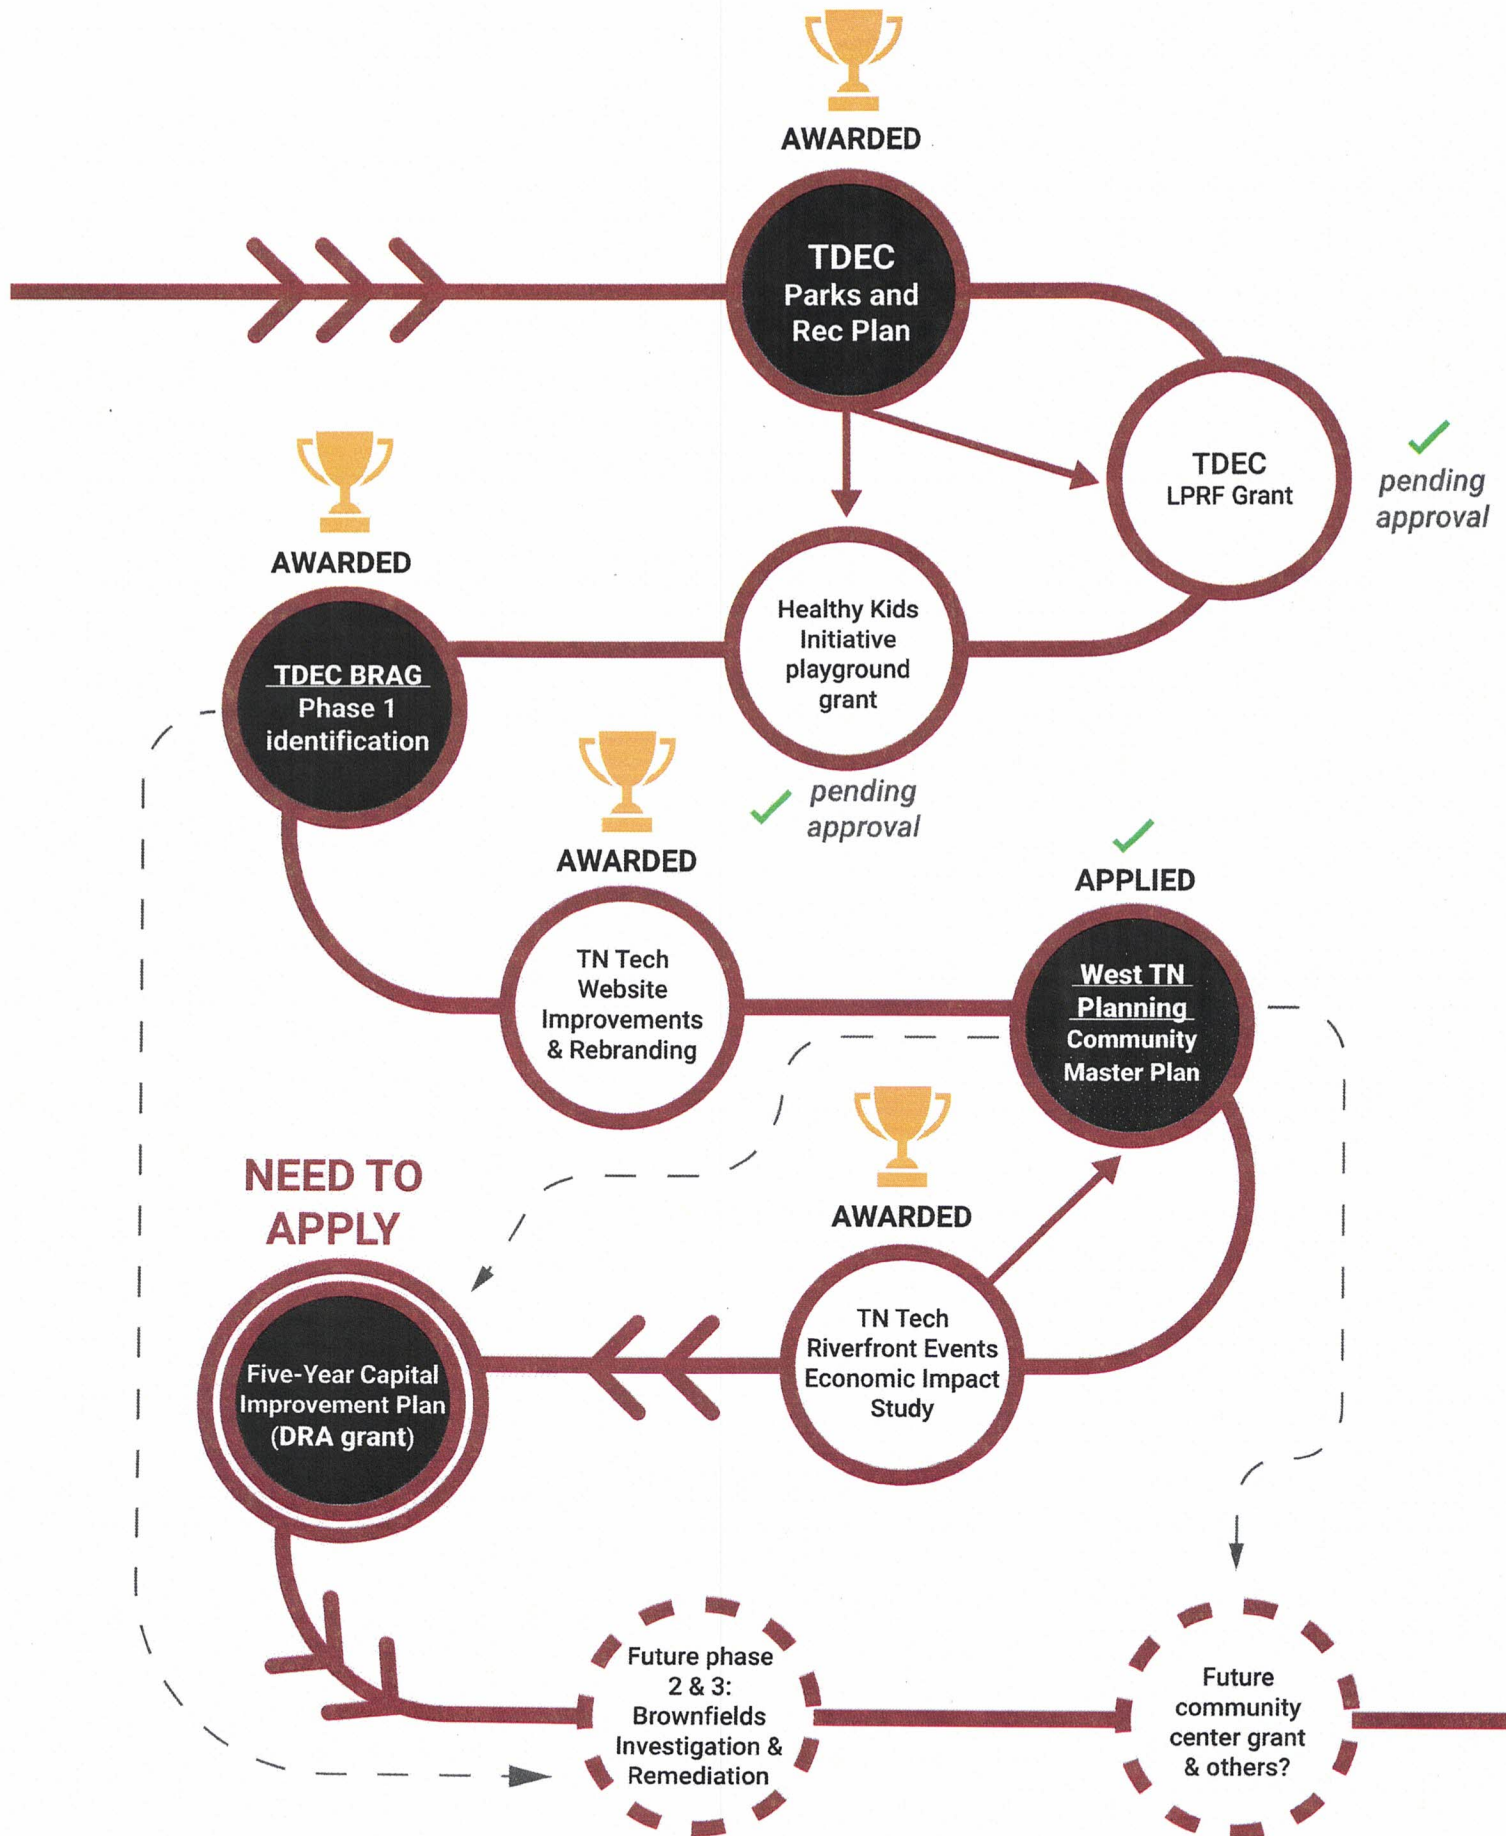 AWARDED
TDEC
Parks and
Rec Plan
TDEC
LPRF Grant
pending
approval
Healthy Kids
Initiative
playground
grant
pending
approval
AWARDED
TDEC BRAG
Phase 1
identification
AWARDED
TN Tech
Website
Improvements
& Rebranding
APPLIED
West TN
Planning
Community
Master Plan
AWARDED
TN Tech
Riverfront Events
Economic Impact
Study
NEED TO
APPLY
Five-Year Capital
Improvement Plan
(DRA grant)
Future phase
2 & 3:
Brownfields
Investigation &
Remediation
Future
community
center grant
& others?